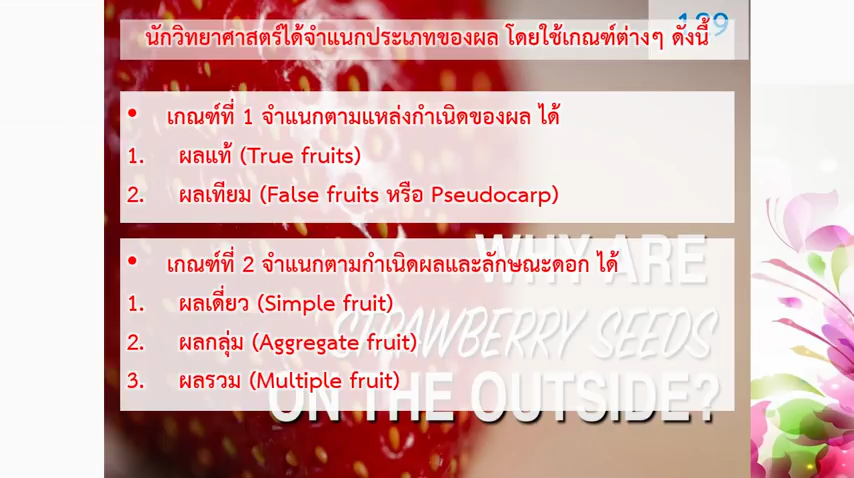 139
นักวิทยาศาสตร์ได้จำแนกประเภทของผล โดยใช้เกณฑ์ต่างๆ ดังนี้
• เกณฑ์ที่ 1 จำแนกตามแหล่งกำเนิดของผล ได้
1. ผลแท้ (True fruits)
2. ผลเทียม (False fruits หรือ Pseudocarp)
• เกณฑ์ที่ 2 จำแนกตามกำเนิดผลและลักษณะดอก ได้
1. ผลเดี่ยว (Simple fruit)
2. ผลกลุ่ม (Aggregate fruit)
3. ผลรวม (Multiple fruit)
WHY ARE
STRAWBERRY SEEDS
ON THE OUTSIDE?